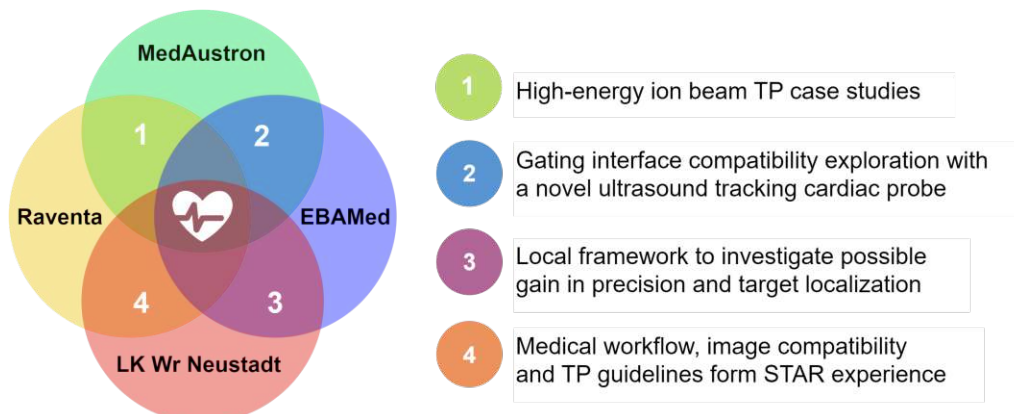 MedAustron
1
2
Raventa
EBAMed
4
3
LK Wr Neustadt
1
High-energy ion beam TP case studies
2
Gating interface compatibility exploration with
a novel ultrasound tracking cardiac probe
3
Local framework to investigate possible
gain in precision and target localization
4
Medical workflow, image compatibility
and TP guidelines form STAR experience